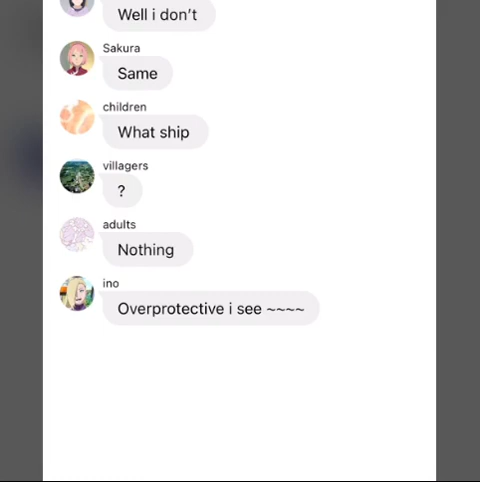 Well i don't
Sakura
Same
children
What ship
villagers
?
adults
Nothing
ino
Overprotective i see ~~~~